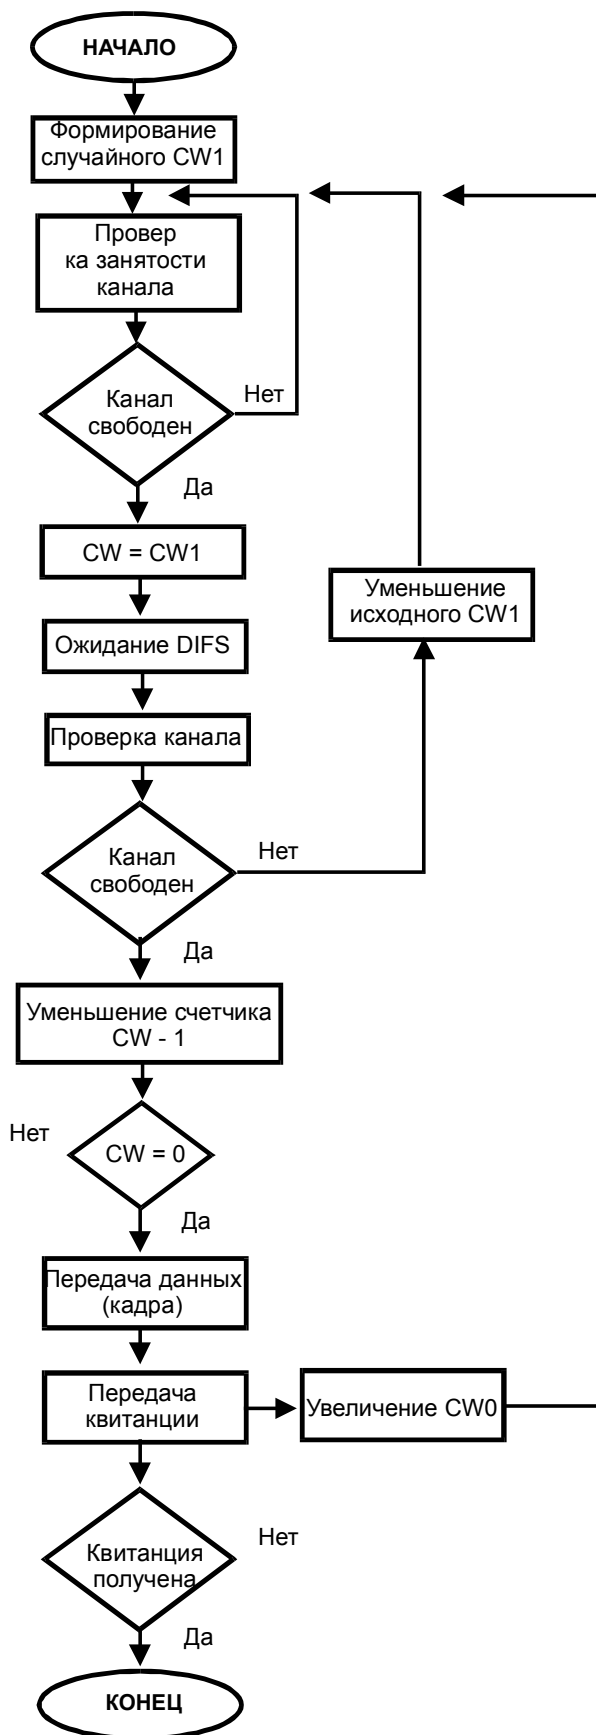 НАЧАЛО
Формирование
случайного CW1
Провер
ка занятости
канала
Канал
свободен
Нет
Да
CW = CW1
Уменьшение
исходного CW1
Ожидание DIFS
Проверка канала
Канал
свободен
Нет
Да
Уменьшение счетчика
CW - 1
Нет
CW = 0
Да
Передача данных
(кадра)
Передача
квитанции
Увеличение CW0
Квитанция
получена
Нет
Да
КОНЕЦ